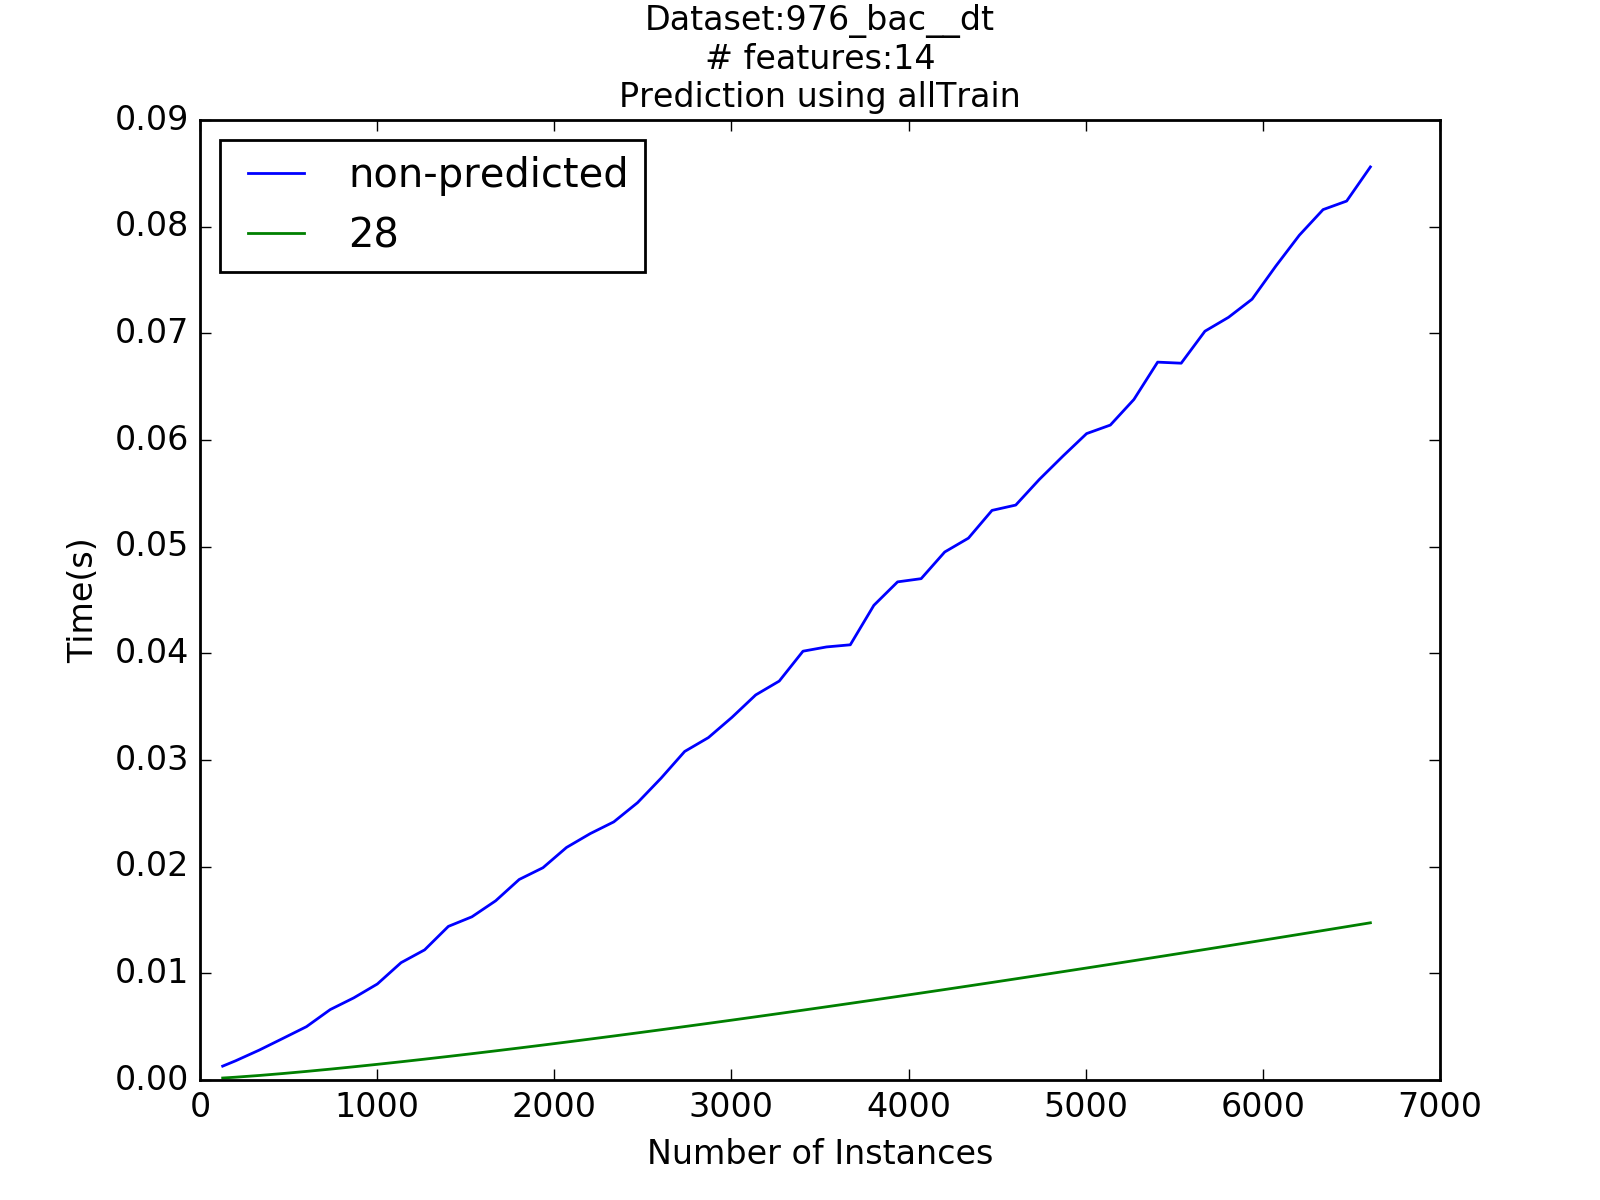 Dataset:976_bac__dt
# features:14
Prediction using allTrain
0.09
0.08
0.07
0.06
0.05
0.04
0.03
0.02
0.01
0.00
Time(s)
non-predicted
28
0 1000 2000 3000 4000 5000 6000 7000
Number of Instances